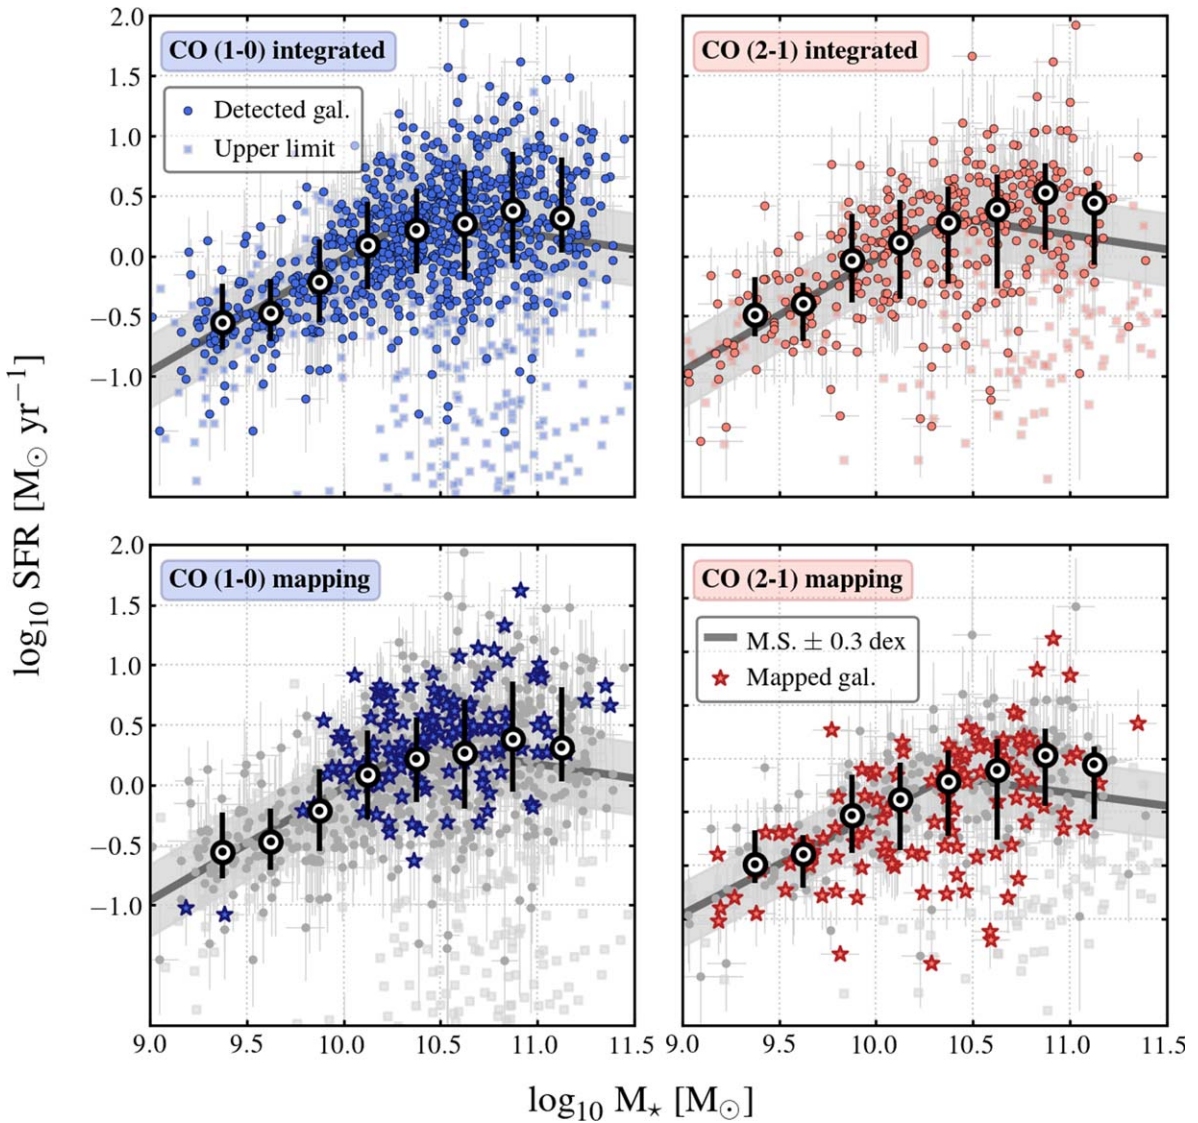 CO (1-0) integrated
Detected gal.
Upper limit
CO (2-1) integrated
2.0
1.5
1.0
0.5
0.0
−0.5
−1.0
log₁₀ SFR [M☉ yr⁻¹]
CO (1-0) mapping
CO (2-1) mapping
M.S. ± 0.3 dex
Mapped gal.
2.0
1.5
1.0
0.5
0.0
−0.5
−1.0
9.0 9.5 10.0 10.5 11.0 11.5 9.0 9.5 10.0 10.5 11.0 11.5
log₁₀ M⋆ [M☉]